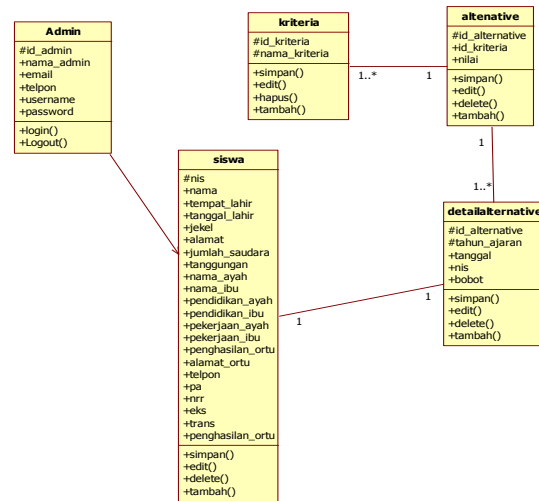 Admin
#id_admin
+nama_admin
+email
+telpon
+username
+password
+login()
+Logout()
kriteria
#id_kriteria
#nama_kriteria
+simpan()
+edit()
+hapus()
+tambah()
1..*
1
altenative
#id_alternative
+id_kriteria
+nilai
+simpan()
+edit()
+delete()
+tambah()
1
1..*
siswa
#nis
+nama
+tempat_lahir
+tanggal_lahir
+jekel
+alamat
+jumlah_saudara
+tanggungan
+nama_ayah
+nama_ibu
+pendidikan_ayah
+pendidikan_ibu
+pekerjaan_ayah
+pekerjaan_ibu
+penghasilan_ortu
+alamat_ortu
+telpon
+pa
+nrr
+eks
+trans
+penghasilan_ortu
+simpan()
+edit()
+delete()
+tambah()
1
1
detailalternative
#id_alternative
#tahun_ajaran
+tanggal
+nis
+bobot
+simpan()
+edit()
+delete()
+tambah()